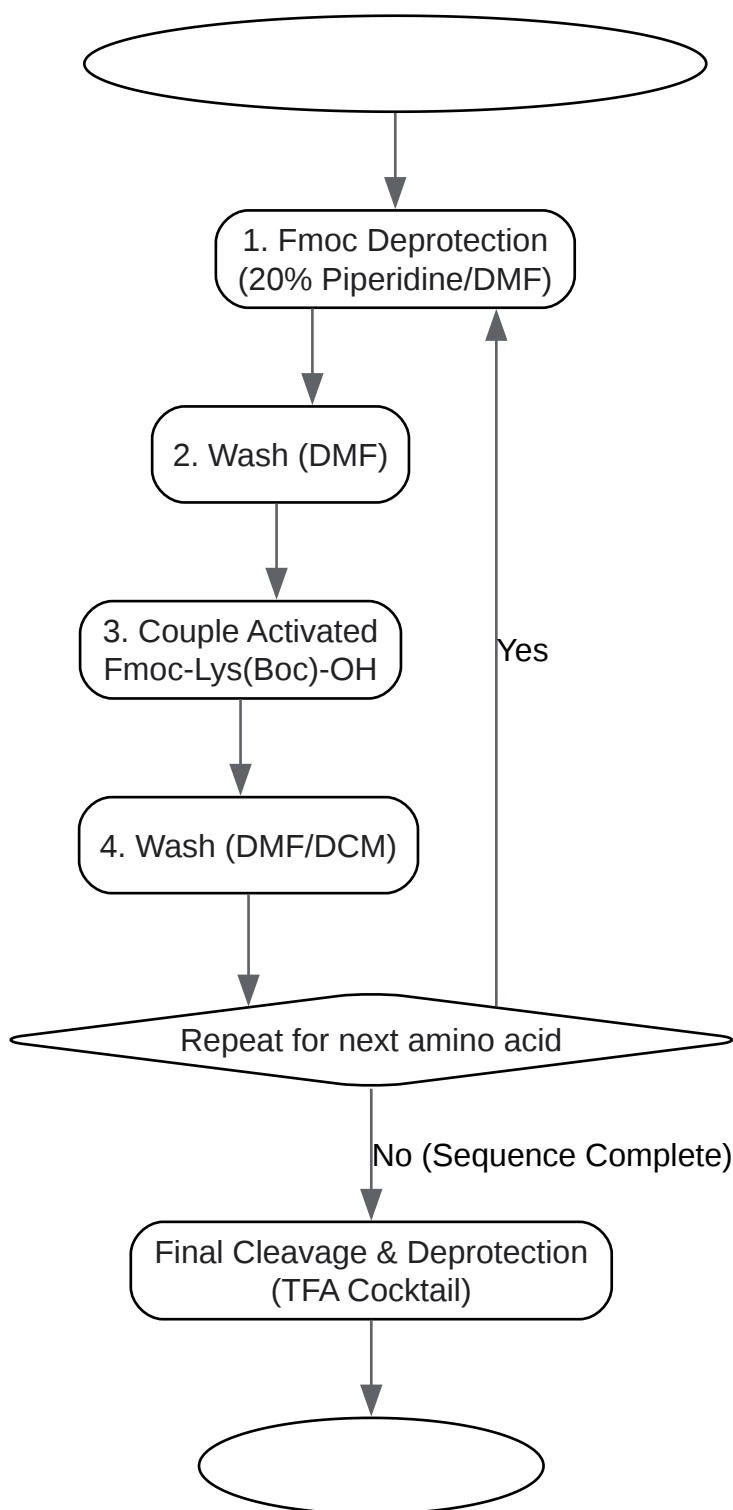 1. Fmoc Deprotection
(20% Piperidine/DMF)
2. Wash (DMF)
3. Couple Activated
Fmoc-Lys(Boc)-OH
Yes
4. Wash (DMF/DCM)
Repeat for next amino acid
No (Sequence Complete)
Final Cleavage & Deprotection
(TFA Cocktail)